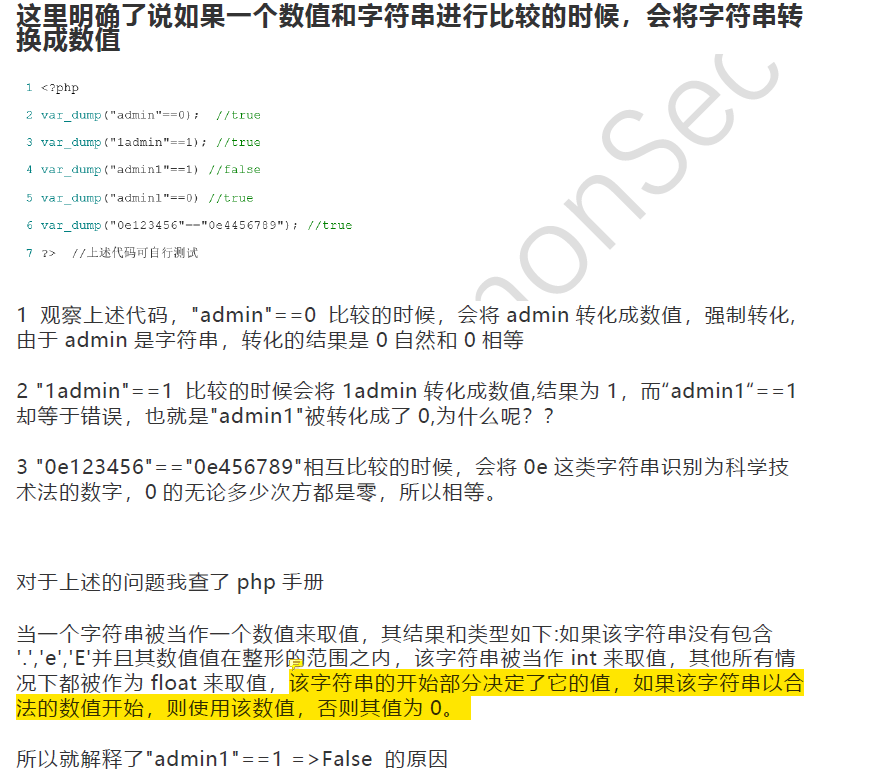 这里明确了说如果一个数值和字符串进行比较的时候，会将字符串转
换成数值
1 <?php
2 var_dump("admin"==0);  //true
3 var_dump("1admin"==1); //true
4 var_dump("admin1"==1) //false
5 var_dump("admin1"==0) //true
6 var_dump("0e123456"=="0e4456789"); //true
7 ?>  //上述代码可自行测试
monSec
1 观察上述代码，"admin"==0 比较的时候，会将 admin 转化成数值，强制转化,
由于 admin 是字符串，转化的结果是 0 自然和 0 相等
2 "1admin"==1 比较的时候会将 1admin 转化成数值,结果为 1，而“admin1“==1
却等于错误，也就是"admin1"被转化成了 0,为什么呢？？
3 "0e123456"=="0e456789"相互比较的时候，会将 0e 这类字符串识别为科学技
术法的数字，0 的无论多少次方都是零，所以相等。
对于上述的问题我查了 php 手册
当一个字符串被当作一个数值来取值，其结果和类型如下:如果该字符串没有包含
'.','e','E'并且其数值值在整形的范围之内，该字符串被当作 int 来取值，其他所有情
况下都被作为 float 来取值，该字符串的开始部分决定了它的值，如果该字符串以合
法的数值开始，则使用该数值，否则其值为 0。
所以就解释了"admin1"==1 =>False 的原因